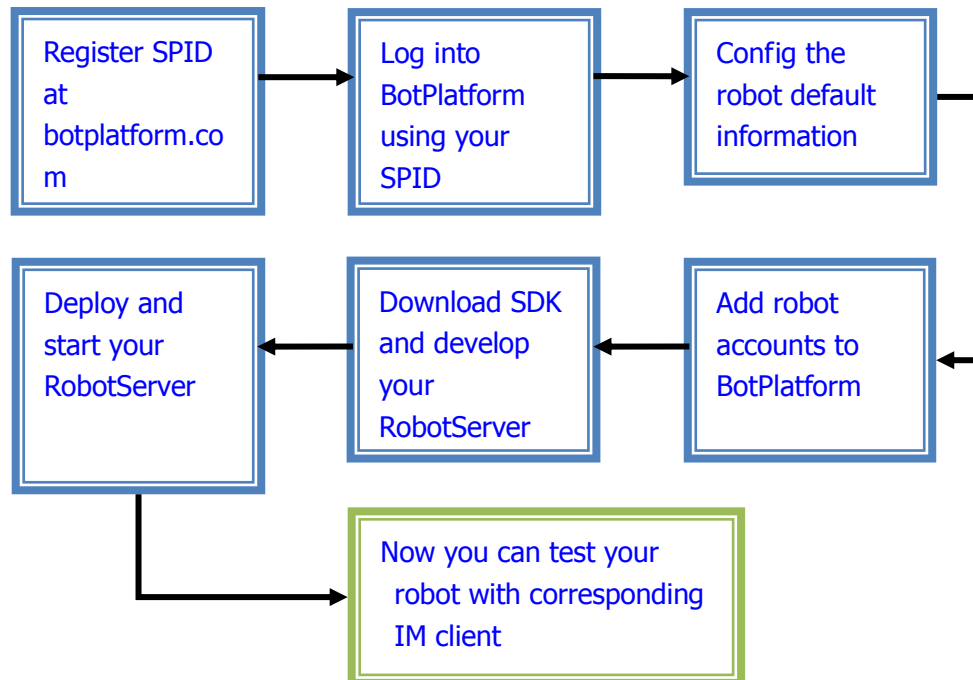 Register SPID
at
botplatform.co
m
Log into
BotPlatform
using your
SPID
Config the
robot default
information
Add robot
accounts to
BotPlatform
Download SDK
and develop
your
RobotServer
Deploy and
start your
RobotServer
Now you can test your
robot with corresponding
IM client